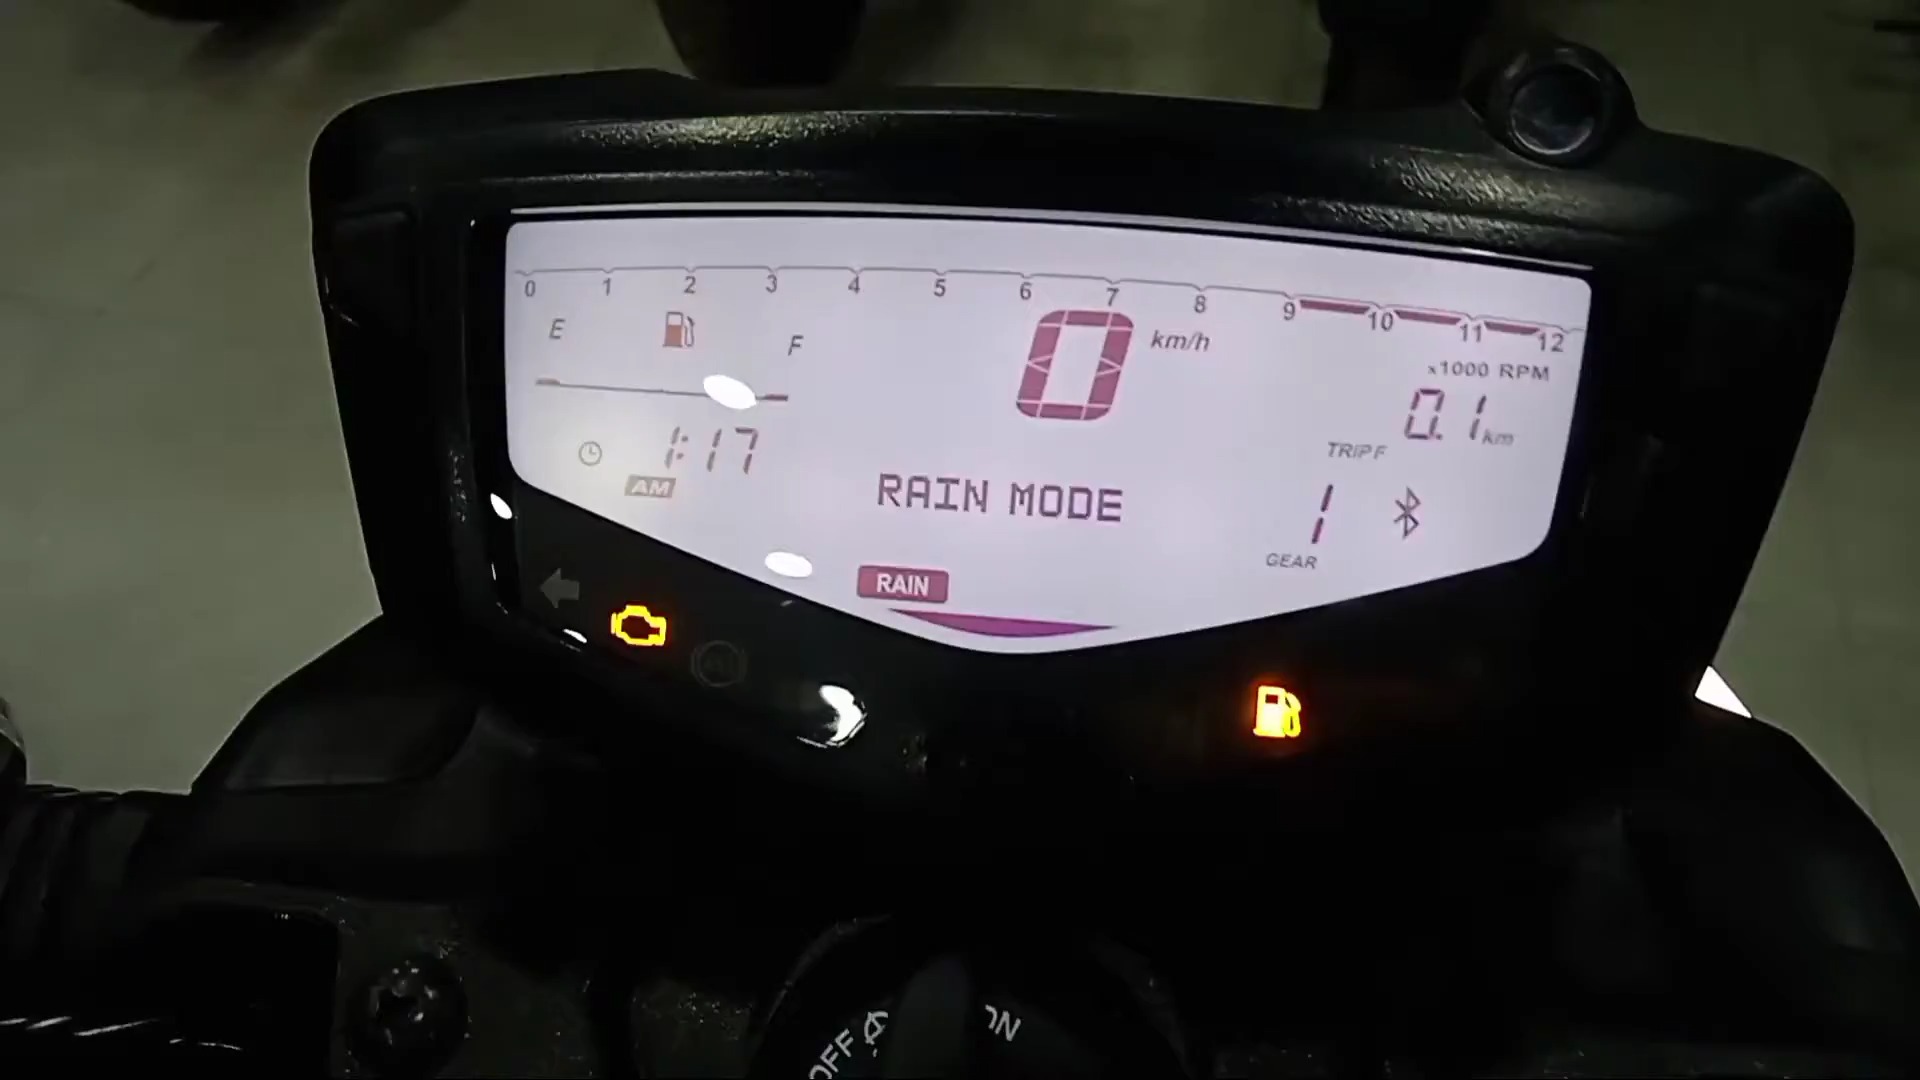 0 1 2 3 4 5 6 7 8 9 10 11 12
x1000 RPM
E F
0 km/h
0.1 km
TRIP F
1:17
AM
RAIN MODE
1
GEAR
RAIN
OFF ON